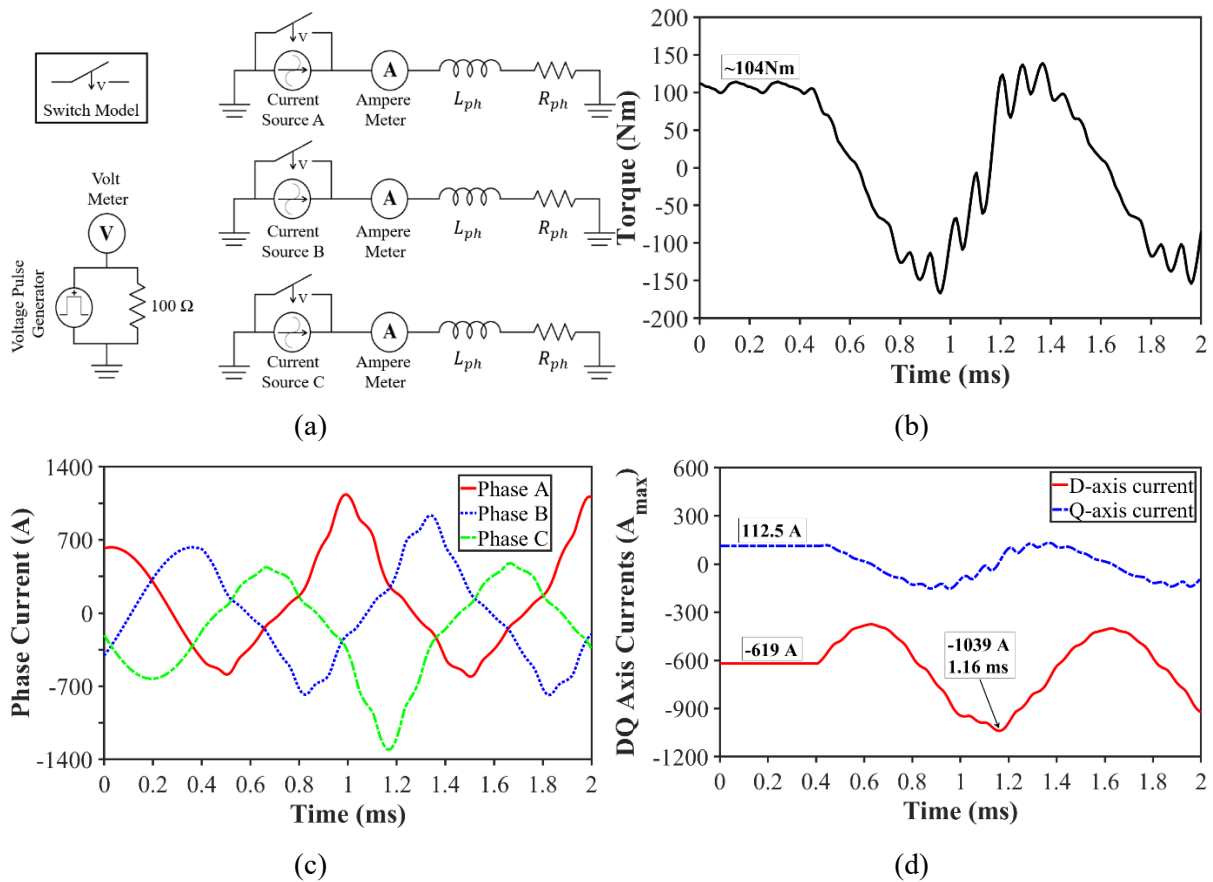 V
Switch Model
Volt
Meter
V
Voltage Pulse
Generator
100 Ω
V
A
Current
Source A
Ampere
Meter
L_ph
R_ph
V
A
Current
Source B
Ampere
Meter
L_ph
R_ph
V
A
Current
Source C
Ampere
Meter
L_ph
R_ph
(a)
Torque (Nm)
200
150
100
50
0
-50
-100
-150
-200
~104Nm
0 0.2 0.4 0.6 0.8 1 1.2 1.4 1.6 1.8 2
Time (ms)
(b)
Phase Current (A)
1400
700
0
-700
-1400
Phase A
Phase B
Phase C
0 0.2 0.4 0.6 0.8 1 1.2 1.4 1.6 1.8 2
Time (ms)
(c)
DQ Axis Currents (A_max)
600
300
0
-300
-600
-900
-1200
D-axis current
Q-axis current
112.5 A
-619 A
-1039 A
1.16 ms
0 0.2 0.4 0.6 0.8 1 1.2 1.4 1.6 1.8 2
Time (ms)
(d)